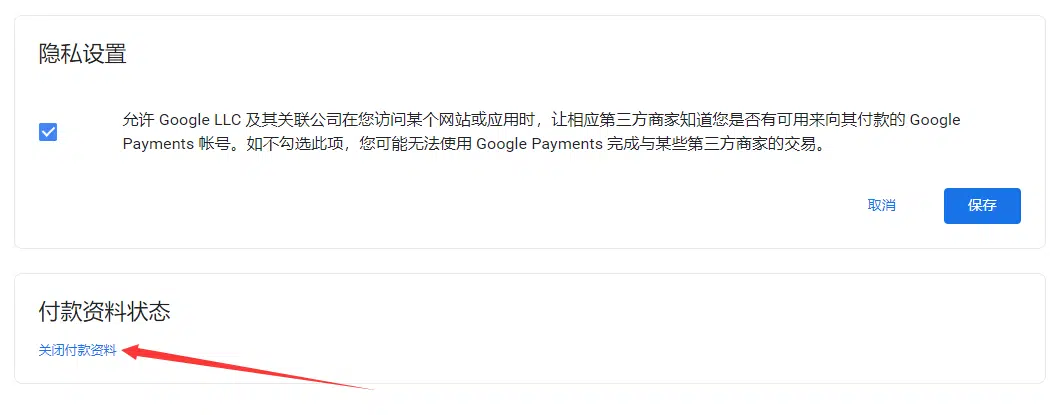 隐私设置
允许 Google LLC 及其关联公司在您访问某个网站或应用时，让相应第三方商家知道您是否有可用来向其付款的 Google
Payments 帐号。如不勾选此项，您可能无法使用 Google Payments 完成与某些第三方商家的交易。
取消
保存
付款资料状态
关闭付款资料